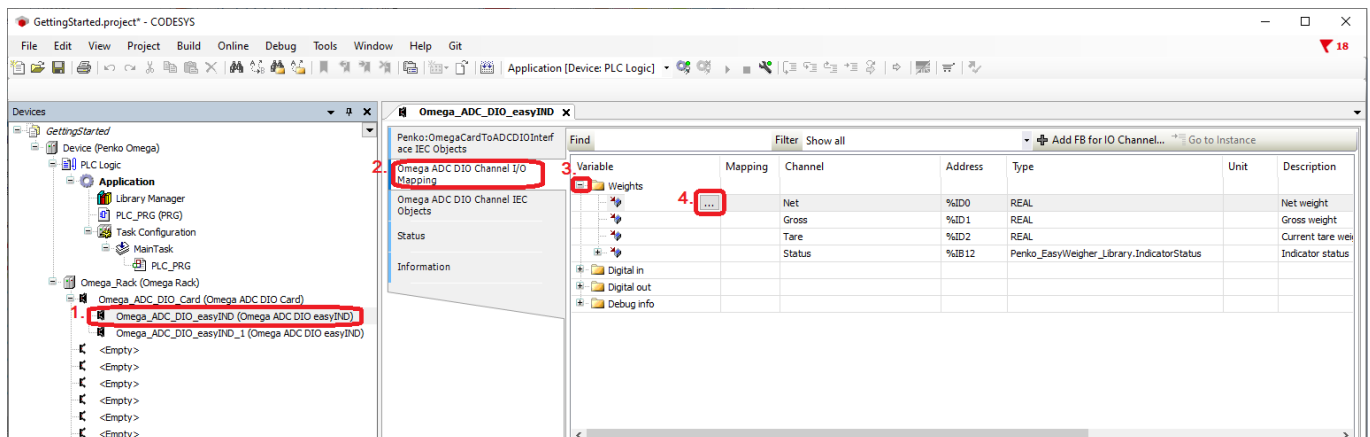 GettingStarted.project* - CODESYS
File Edit View Project Build Online Debug Tools Window Help Git
18
Application [Device: PLC Logic]
Devices
GettingStarted
Device (Penko Omega)
PLC Logic
Application
Library Manager
PLC_PRG (PRG)
Task Configuration
MainTask
PLC_PRG
Omega_Rack (Omega Rack)
Omega_ADC_DIO_Card (Omega ADC DIO Card)
1. Omega_ADC_DIO_easyIND (Omega ADC DIO easyIND)
Omega_ADC_DIO_easyIND_1 (Omega ADC DIO easyIND)
<Empty>
<Empty>
<Empty>
<Empty>
<Empty>
<Empty>
Omega_ADC_DIO_easyIND
Penko:OmegaCardToADCDIOInterf
ace IEC Objects
2. Omega ADC DIO Channel I/O
Mapping
Omega ADC DIO Channel IEC
Objects
Status
Information
Find Filter Show all Add FB for IO Channel... Go to Instance
Variable Mapping Channel Address Type Unit Description
3. Weights
4. ... Net %ID0 REAL Net weight
Gross %ID1 REAL Gross weight
Tare %ID2 REAL Current tare wei
Status %IB12 Penko_EasyWeigher_Library.IndicatorStatus Indicator status
Digital in
Digital out
Debug info